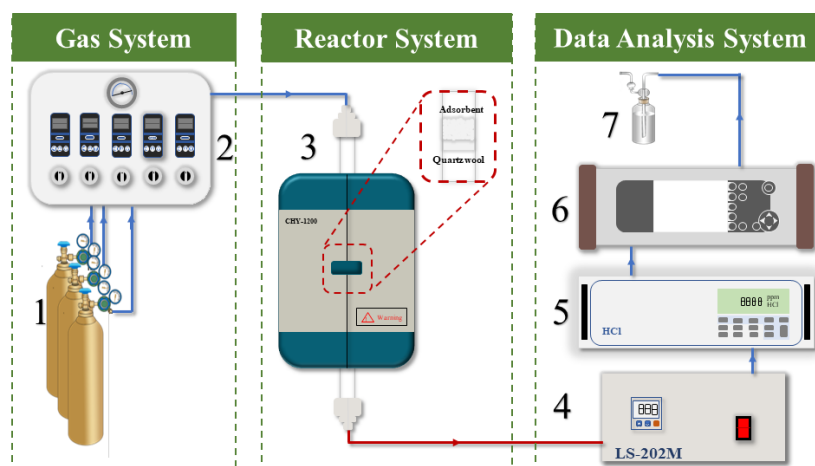 Gas System
Reactor System
Data Analysis System
1
2
3
CHY-1200
Warning
Adsorbent
Quartzwool
7
6
5
8888 ppm
HCl
HCl
4
888
LS-202M